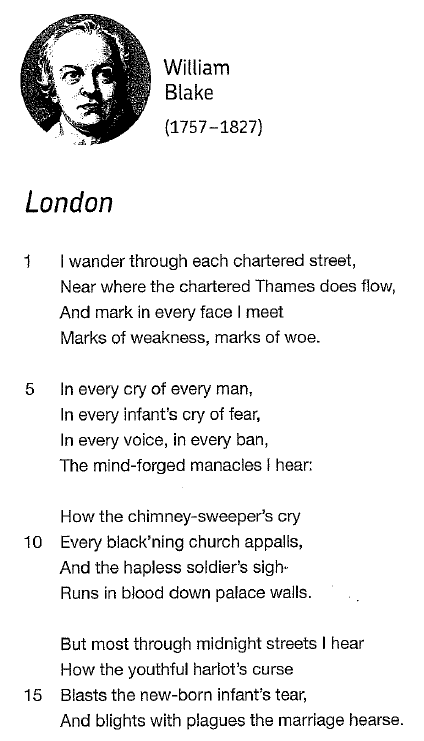 William
Blake
(1757–1827)
London
1 I wander through each chartered street,
Near where the chartered Thames does flow,
And mark in every face I meet
Marks of weakness, marks of woe.
5 In every cry of every man,
In every infant's cry of fear,
In every voice, in every ban,
The mind-forged manacles I hear:
How the chimney-sweeper's cry
10 Every black'ning church appalls,
And the hapless soldier's sigh
Runs in blood down palace walls.
But most through midnight streets I hear
How the youthful harlot's curse
15 Blasts the new-born infant's tear,
And blights with plagues the marriage hearse.